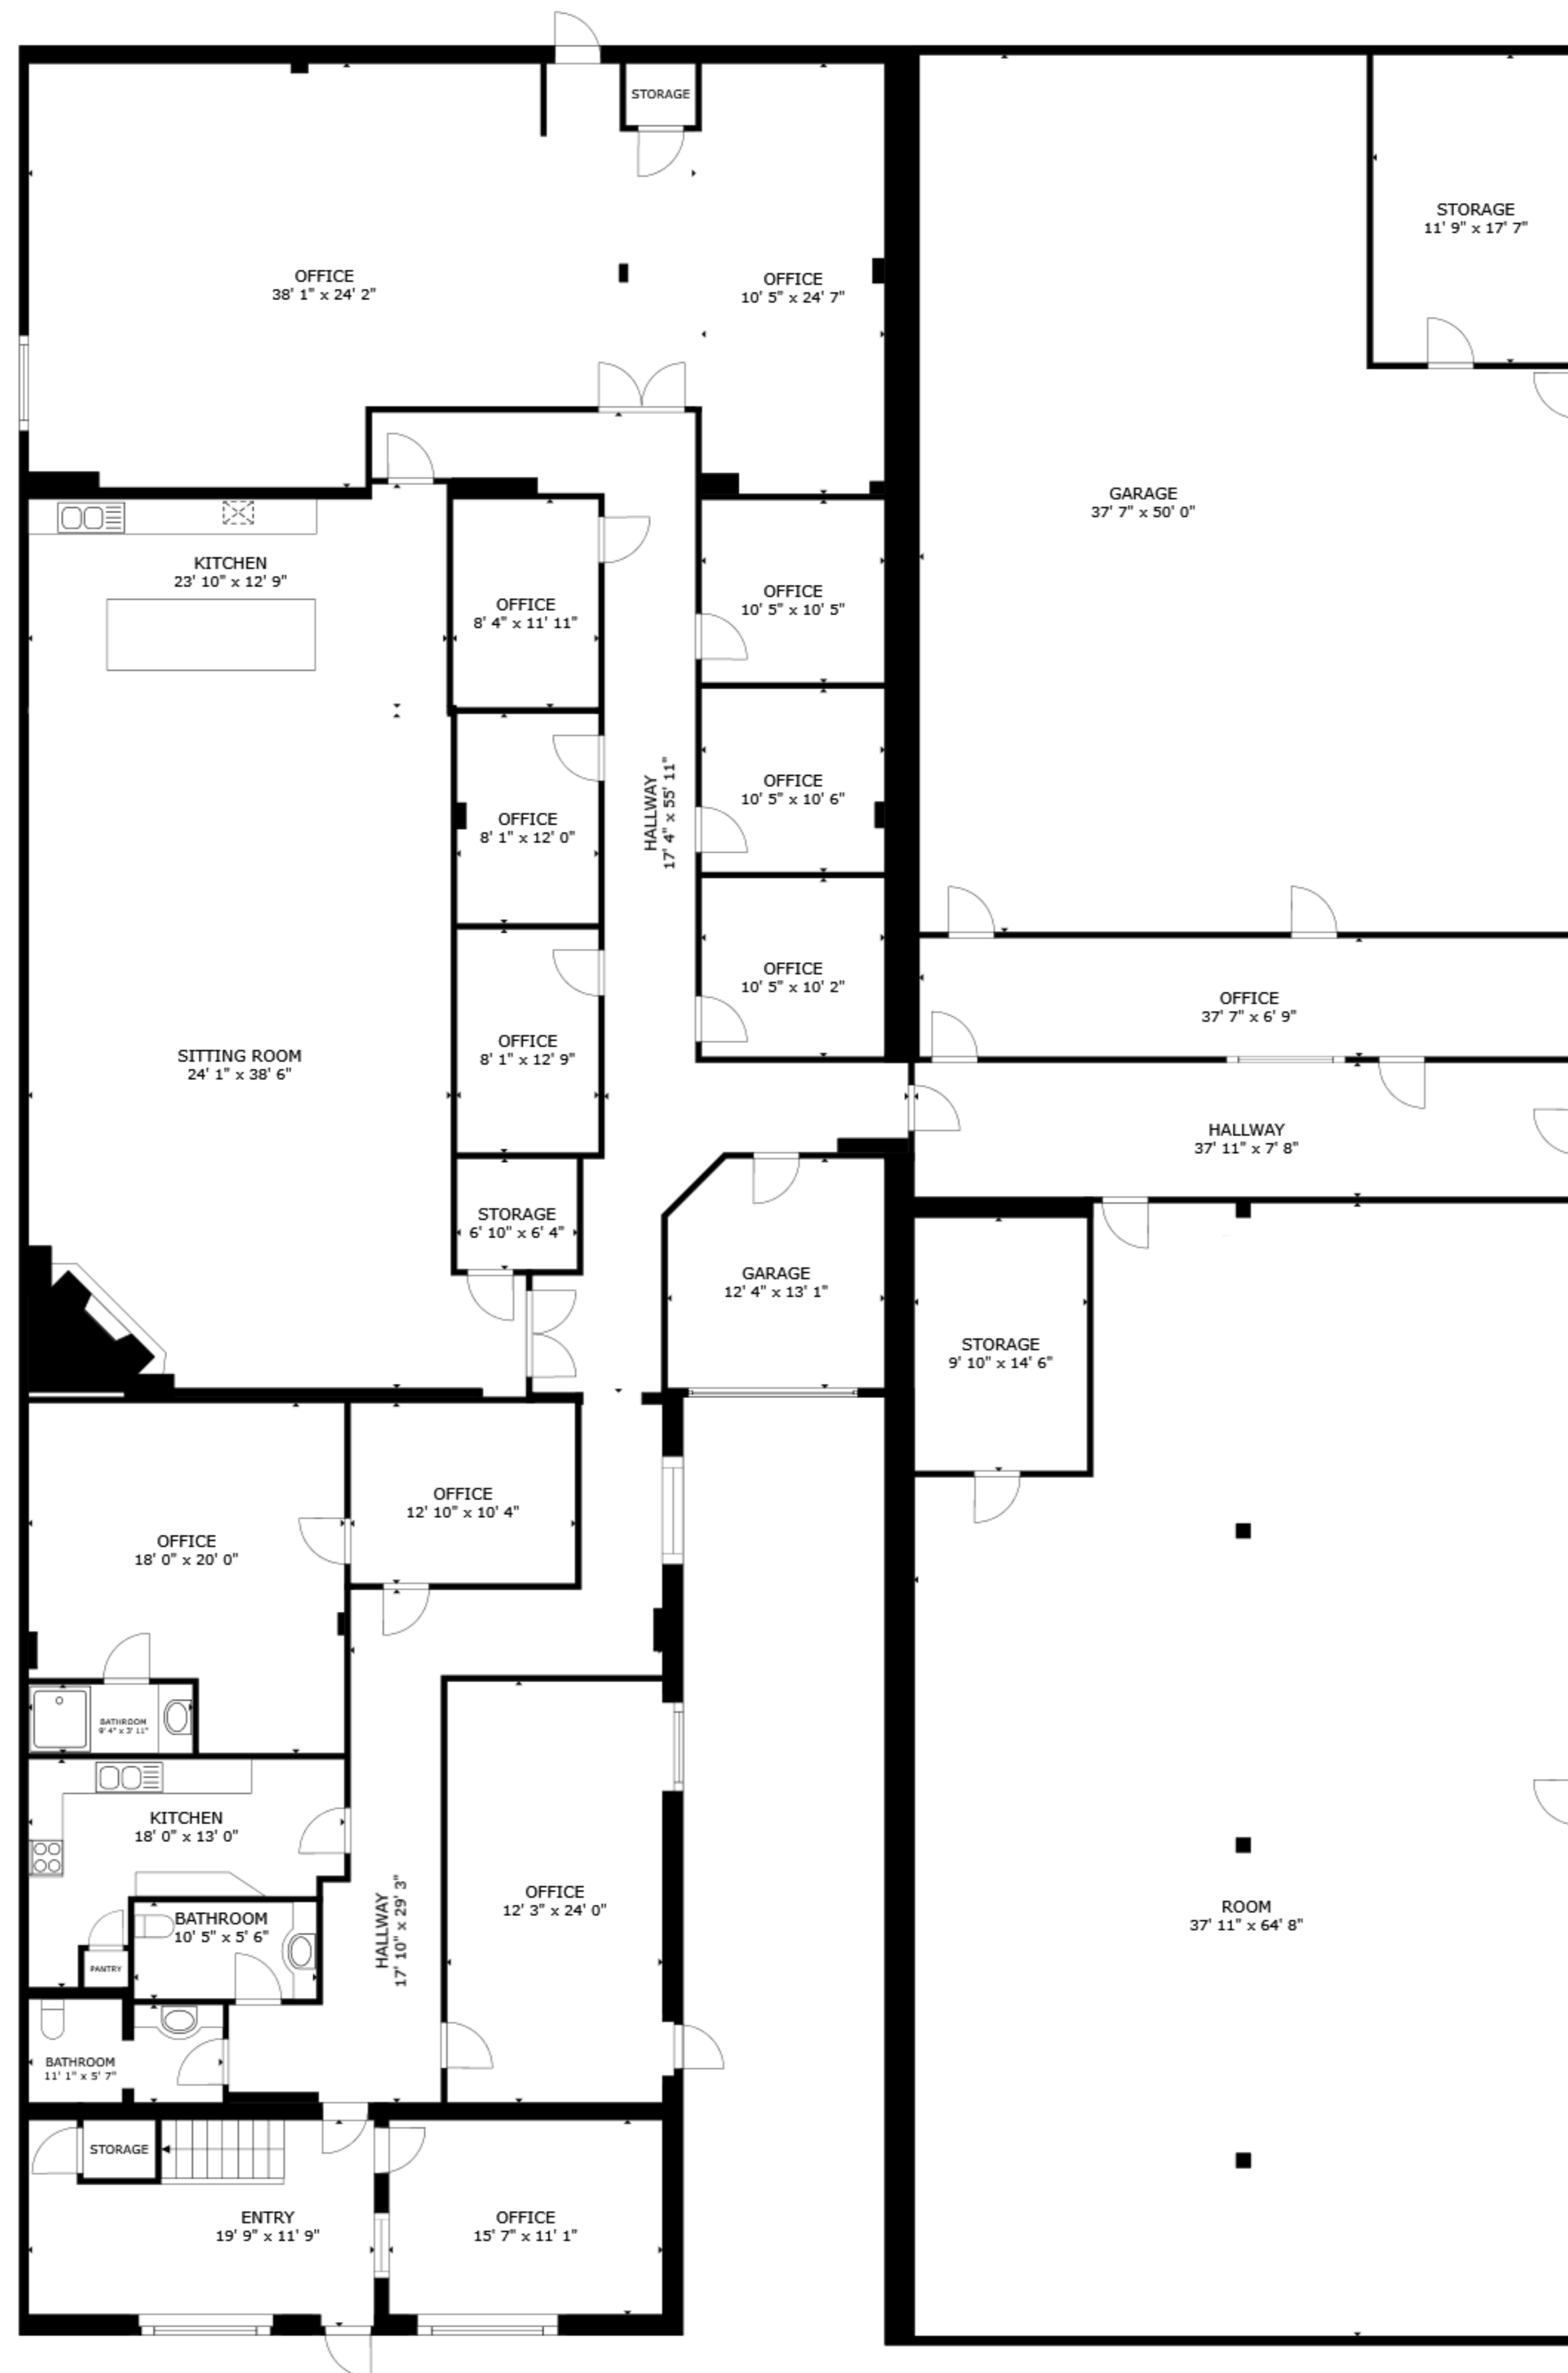 STORAGE
STORAGE
11' 9" x 17' 7"
OFFICE
38' 1" x 24' 2"
OFFICE
10' 5" x 24' 7"
GARAGE
37' 7" x 50' 0"
KITCHEN
23' 10" x 12' 9"
OFFICE
8' 4" x 11' 11"
OFFICE
10' 5" x 10' 5"
OFFICE
10' 5" x 10' 6"
HALLWAY
17' 4" x 55' 11"
OFFICE
8' 1" x 12' 0"
OFFICE
10' 5" x 10' 2"
OFFICE
37' 7" x 6' 9"
SITTING ROOM
24' 1" x 38' 6"
OFFICE
8' 1" x 12' 9"
HALLWAY
37' 11" x 7' 8"
STORAGE
6' 10" x 6' 4"
GARAGE
12' 4" x 13' 1"
STORAGE
9' 10" x 14' 6"
OFFICE
12' 10" x 10' 4"
OFFICE
18' 0" x 20' 0"
BATHROOM
9' 4" x 3' 11"
KITCHEN
18' 0" x 13' 0"
OFFICE
12' 3" x 24' 0"
ROOM
37' 11" x 64' 8"
BATHROOM
10' 5" x 5' 6"
HALLWAY
17' 10" x 29' 3"
PANTRY
BATHROOM
11' 1" x 5' 7"
STORAGE
ENTRY
19' 9" x 11' 9"
OFFICE
15' 7" x 11' 1"